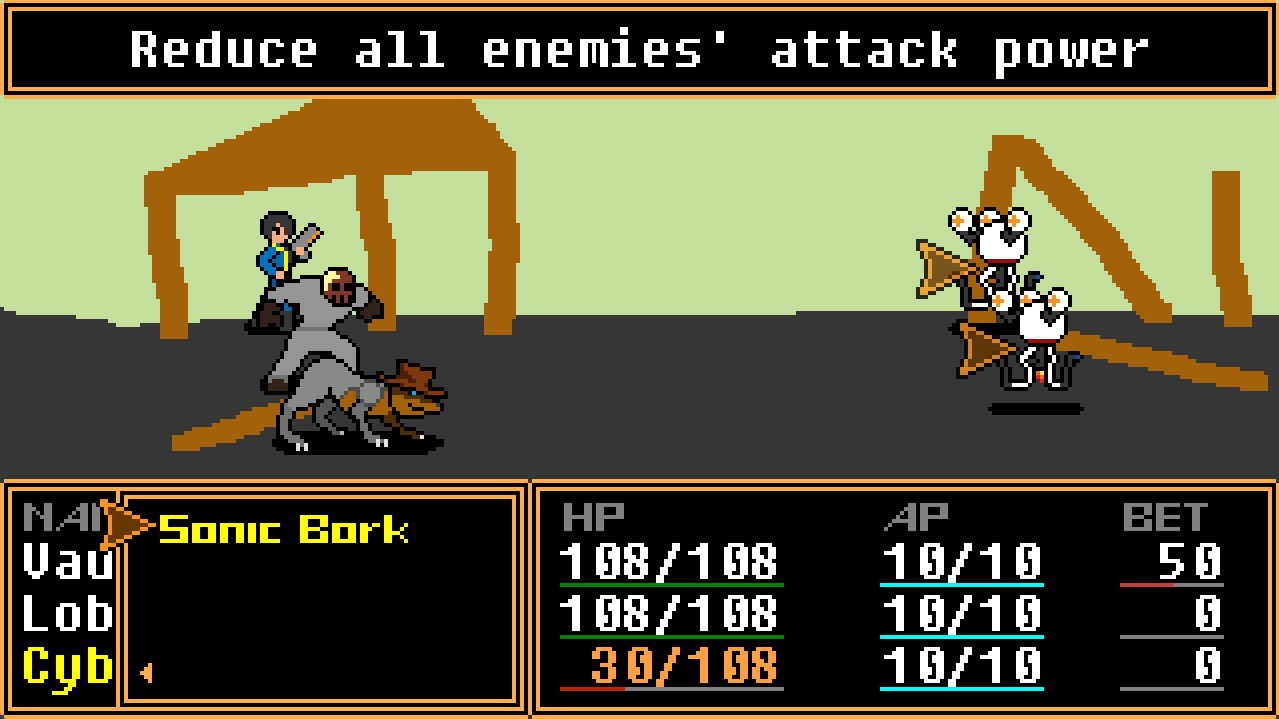 Reduce all enemies' attack power
NAM
Sonic Bork
HP AP BET
Vau
108/108 10/10 50
Lob
108/108 10/10 0
Cyb
30/108 10/10 0